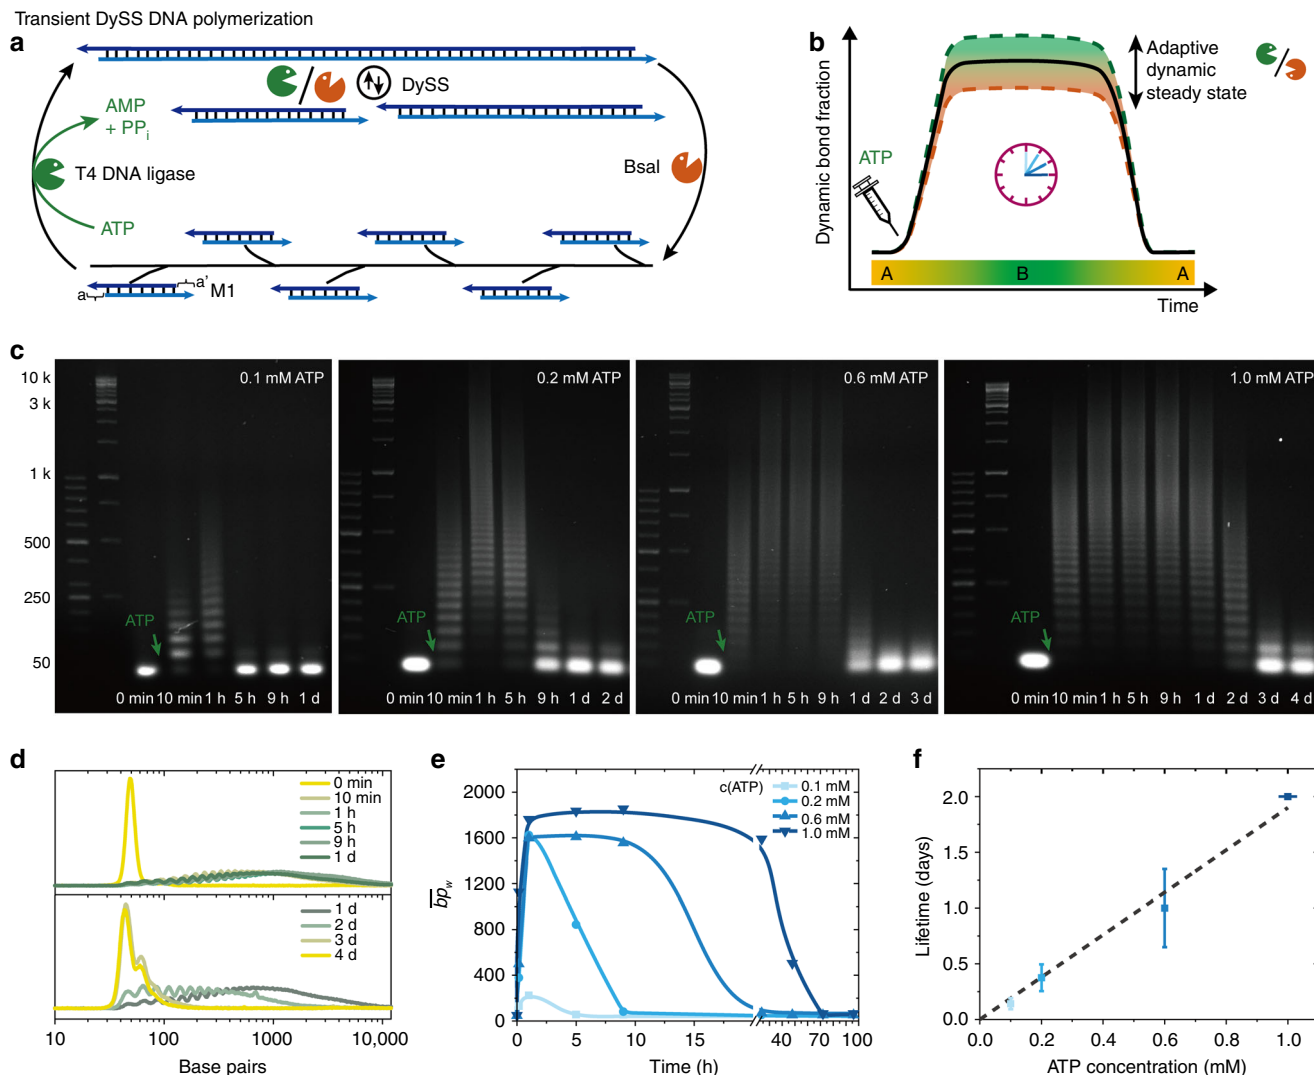 Transient DySS DNA polymerization
a
AMP
+ PPi
DySS
T4 DNA ligase
BsaI
ATP
a
a'
M1
b
Dynamic bond fraction
ATP
Adaptive
dynamic
steady state
A
B
A
Time
c
10 k
3 k
1 k
500
250
50
0.1 mM ATP
ATP
0 min 10 min 1 h 5 h 9 h 1 d
0.2 mM ATP
ATP
0 min 10 min 1 h 5 h 9 h 1 d 2 d
0.6 mM ATP
ATP
0 min 10 min 1 h 5 h 9 h 1 d 2 d 3 d
1.0 mM ATP
ATP
0 min 10 min 1 h 5 h 9 h 1 d 2 d 3 d 4 d
d
0 min
10 min
1 h
5 h
9 h
1 d
1 d
2 d
3 d
4 d
10 100 1000 10,000
Base pairs
e
bpw
2000
1600
1200
800
400
0
c(ATP)
0.1 mM
0.2 mM
0.6 mM
1.0 mM
0 5 10 15 40 70 100
Time (h)
f
Lifetime (days)
2.0
1.5
1.0
0.5
0.0
0.0 0.2 0.4 0.6 0.8 1.0
ATP concentration (mM)